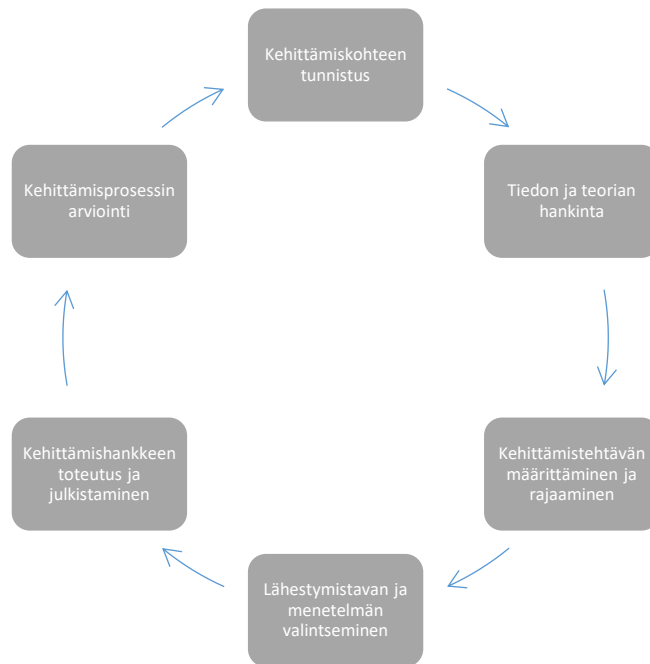 Kehittämiskohteen
tunnistus
Tiedon ja teorian
hankinta
Kehittämistehtävän
määrittäminen ja
rajaaminen
Lähestymistavan ja
menetelmän
valintseminen
Kehittämishankkeen
toteutus ja
julkistaminen
Kehittämisprosessin
arviointi